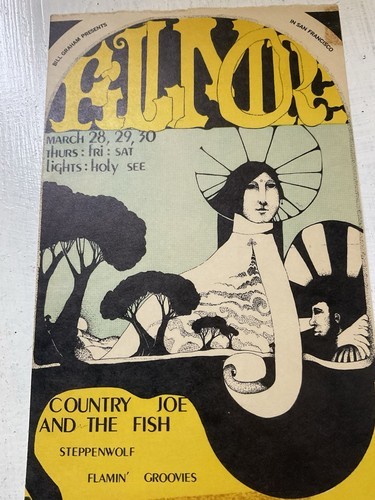 BILL GRAHAM PRESENTS
IN SAN FRANCISCO
FILLMORE
MARCH 28, 29, 30
THURS: FRI: SAT
LIGHTS: HOLY SEE
COUNTRY JOE
AND THE FISH
STEPPENWOLF
FLAMIN' GROOVIES